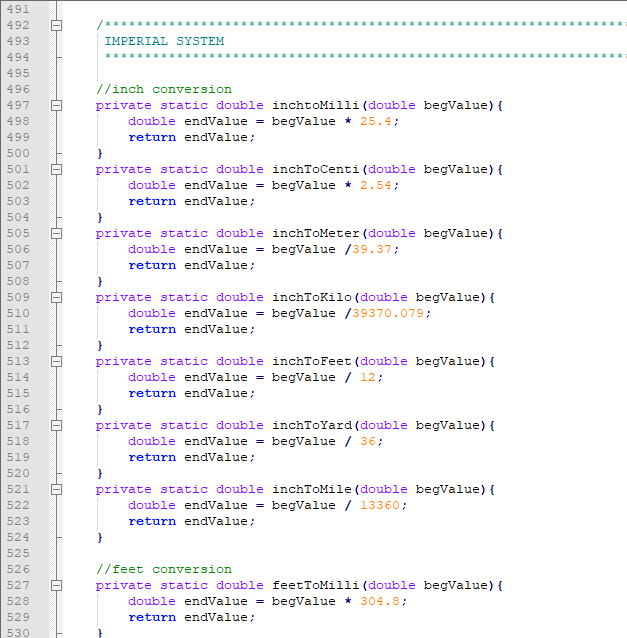 491
492 /*****************************************************************
493 IMPERIAL SYSTEM
494 *****************************************************************
495
496 //inch conversion
497 private static double inchtoMilli(double begValue){
498 double endValue = begValue * 25.4;
499 return endValue;
500 }
501 private static double inchToCenti(double begValue){
502 double endValue = begValue * 2.54;
503 return endValue;
504 }
505 private static double inchToMeter(double begValue){
506 double endValue = begValue /39.37;
507 return endValue;
508 }
509 private static double inchToKilo(double begValue){
510 double endValue = begValue /39370.079;
511 return endValue;
512 }
513 private static double inchToFeet(double begValue){
514 double endValue = begValue / 12;
515 return endValue;
516 }
517 private static double inchToYard(double begValue){
518 double endValue = begValue / 36;
519 return endValue;
520 }
521 private static double inchToMile(double begValue){
522 double endValue = begValue / 13360;
523 return endValue;
524 }
525
526 //feet conversion
527 private static double feetToMilli(double begValue){
528 double endValue = begValue * 304.8;
529 return endValue;
530 }